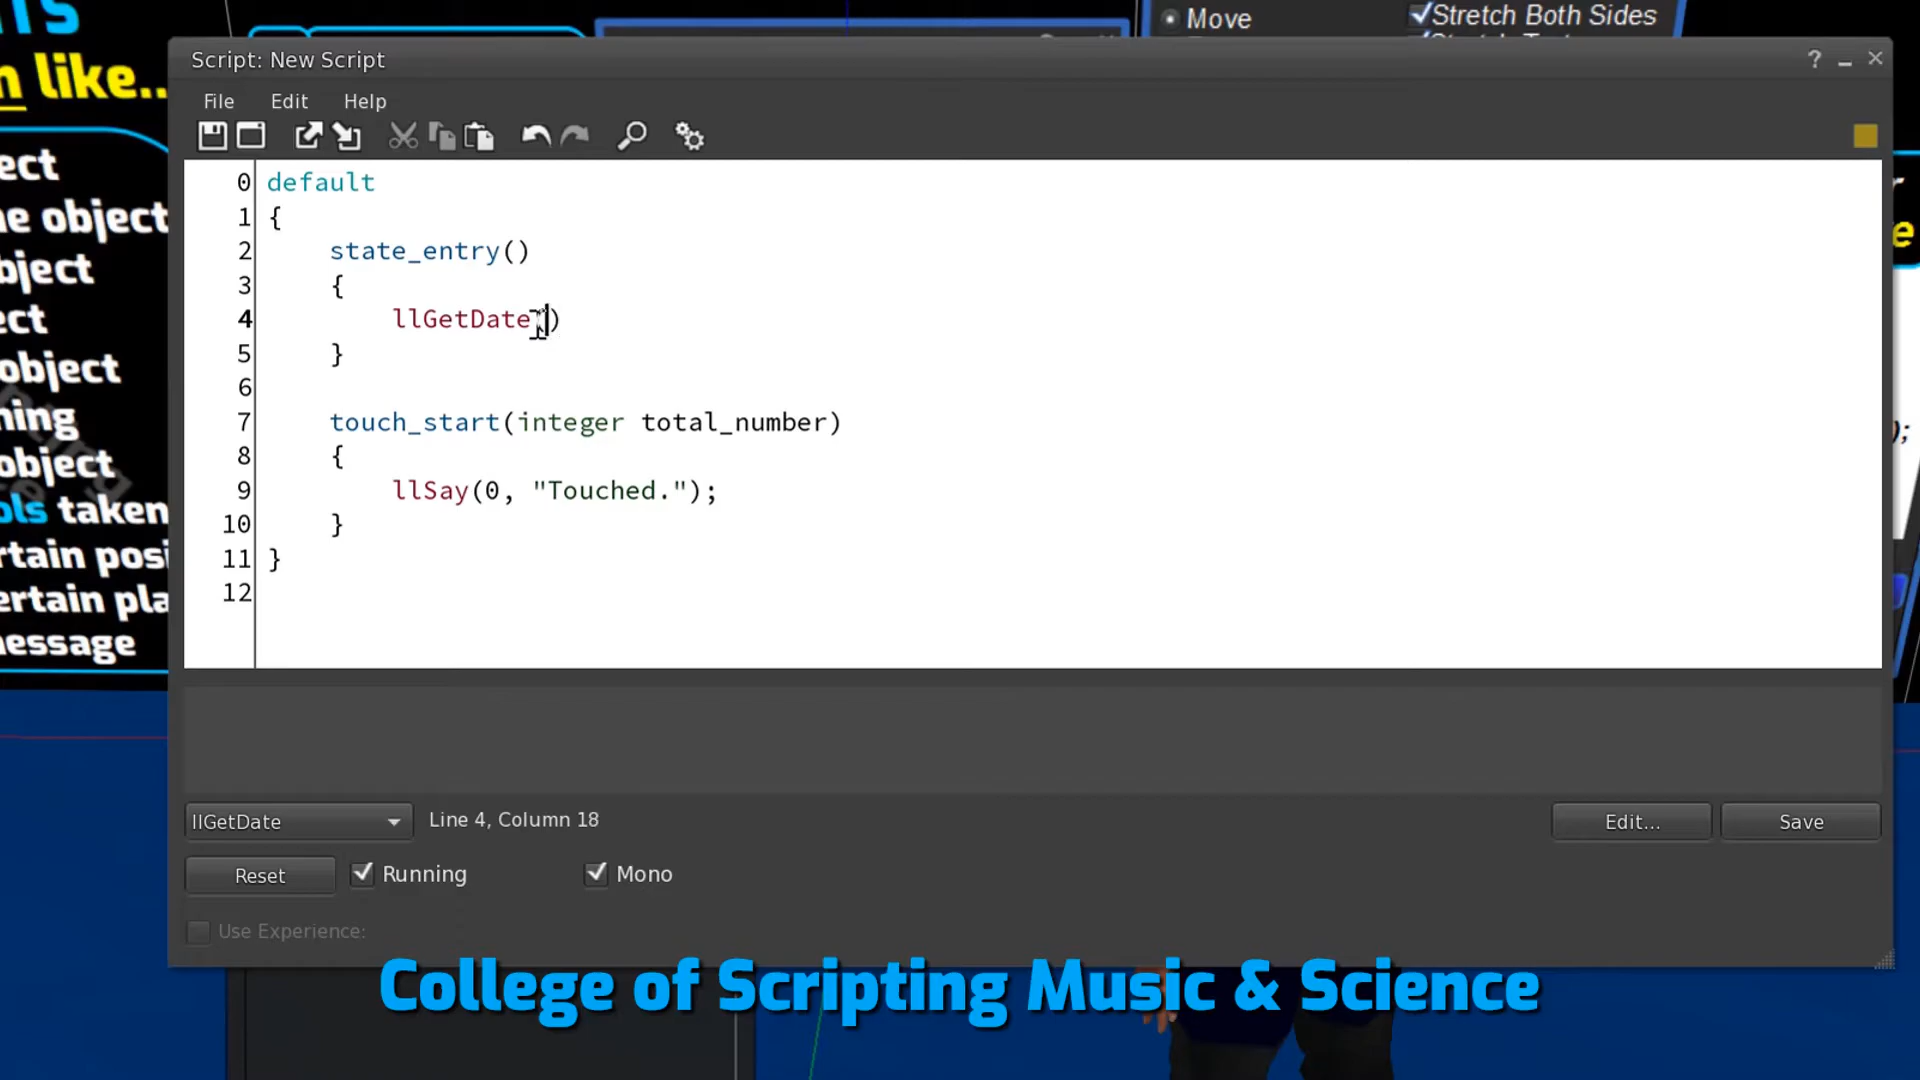 n like..
Move
Stretch Both Sides
Script: New Script
File Edit Help
ect
he object
bject
ect
object
ning
object
ols taken
rtain posi
ertain pla
nessage
0 default
1 {
2 state_entry()
3 {
4 llGetDate()
5 }
6
7 touch_start(integer total_number)
8 {
9 llSay(0, "Touched.");
10 }
11 }
12
);
llGetDate
Line 4, Column 18
Edit...
Save
Reset
Running
Mono
Use Experience:
College of Scripting Music & Science